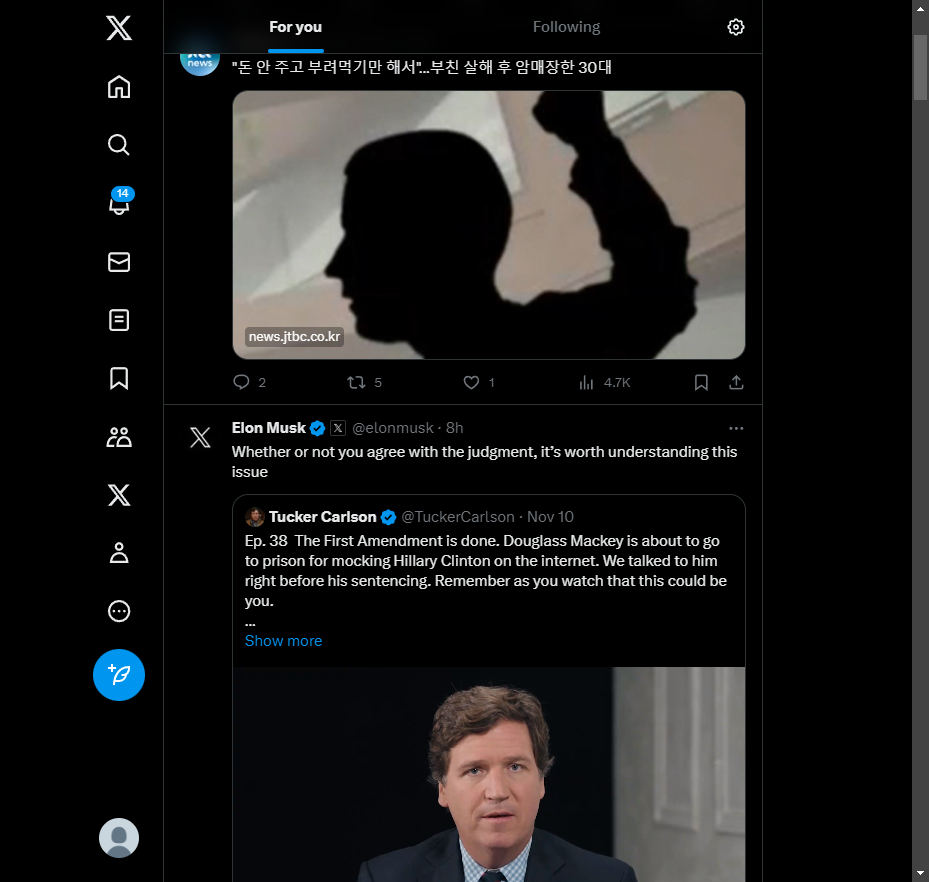 For you
Following
news
"돈 안 주고 부려먹기만 해서"...부친 살해 후 암매장한 30대
news.jtbc.co.kr
2 5 1 4.7K
14
Elon Musk @elonmusk · 8h
Whether or not you agree with the judgment, it’s worth understanding this
issue
Tucker Carlson @TuckerCarlson · Nov 10
Ep. 38  The First Amendment is done. Douglass Mackey is about to go
to prison for mocking Hillary Clinton on the internet. We talked to him
right before his sentencing. Remember as you watch that this could be
you.
...
Show more